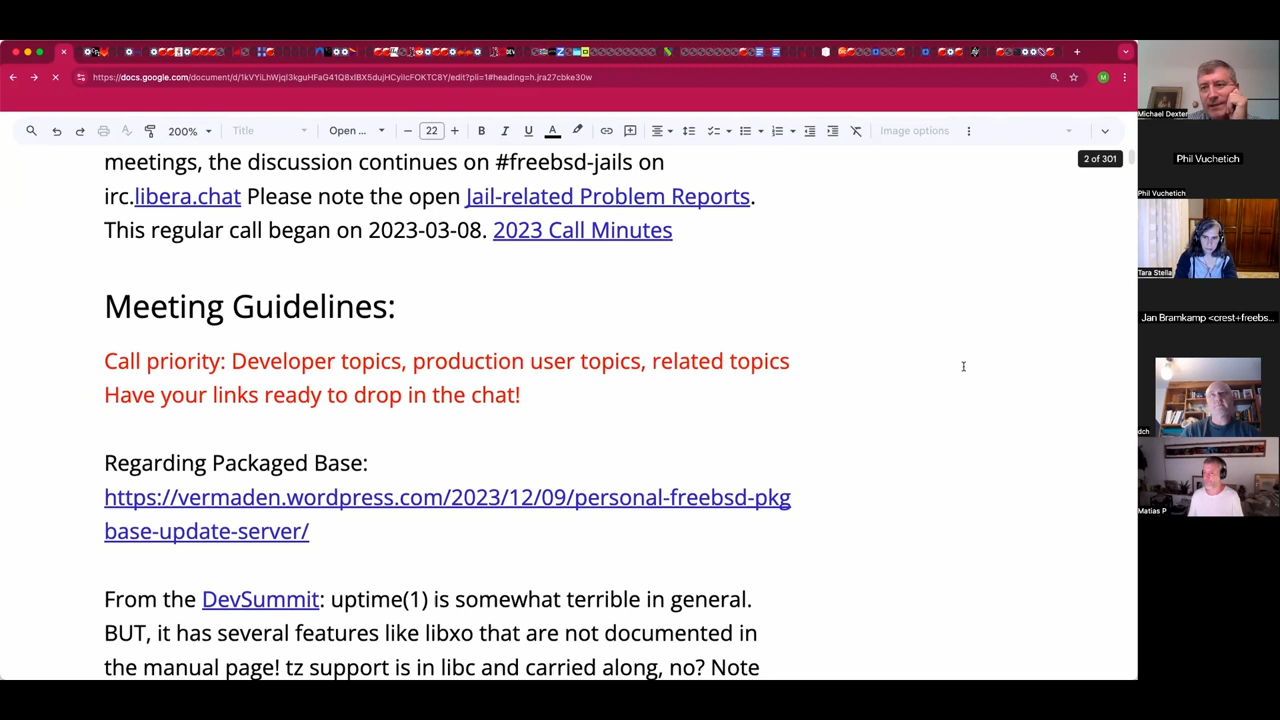 https://docs.google.com/document/d/1kVYiLhWjqI3kguHFaG41Q8xIBX5dujHCyiIcFOKTC8Y/edit?pli=1#heading=h.jra27cbke30w
M
200%
Title
Open ...
22
B
I
U
A
Image options
2 of 301
meetings, the discussion continues on #freebsd-jails on
irc.libera.chat Please note the open Jail-related Problem Reports.
This regular call began on 2023-03-08. 2023 Call Minutes
Meeting Guidelines:
Call priority: Developer topics, production user topics, related topics
Have your links ready to drop in the chat!
Regarding Packaged Base:
https://vermaden.wordpress.com/2023/12/09/personal-freebsd-pkg
base-update-server/
From the DevSummit: uptime(1) is somewhat terrible in general.
BUT, it has several features like libxo that are not documented in
the manual page! tz support is in libc and carried along, no? Note
Michael Dexter
Phil Vuchetich
Phil Vuchetich
Tara Stella
Jan Bramkamp <crest+freebs...
dch
Matias P